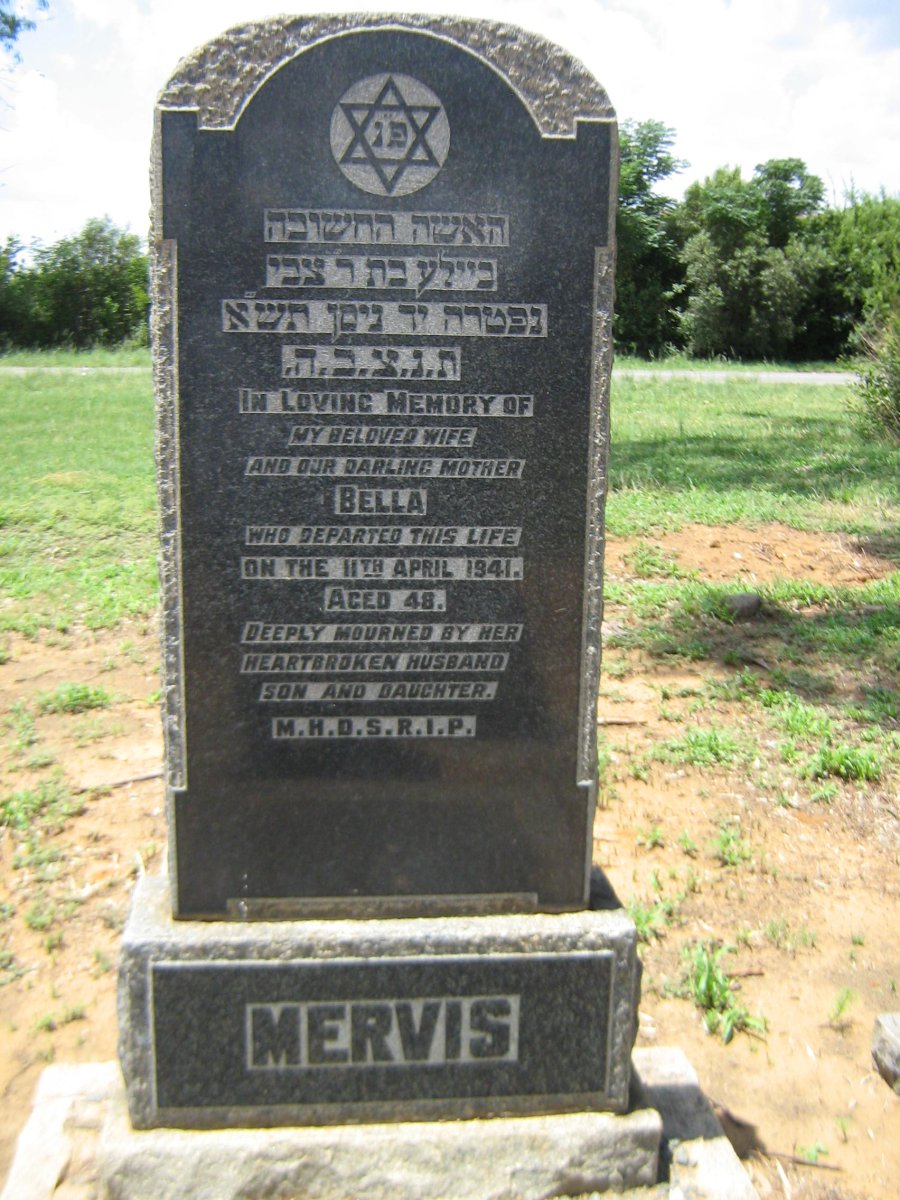 פנ
האשה החשובה
ביילע בת ר צבי
נפטרה יד ניסן תש״א
ת.נ.צ.ב.ה.
IN LOVING MEMORY OF
MY BELOVED WIFE
AND OUR DARLING MOTHER
BELLA
WHO DEPARTED THIS LIFE
ON THE 11TH APRIL 1941.
AGED 48.
DEEPLY MOURNED BY HER
HEARTBROKEN HUSBAND
SON AND DAUGHTER.
M.H.D.S.R.I.P.
MERVIS